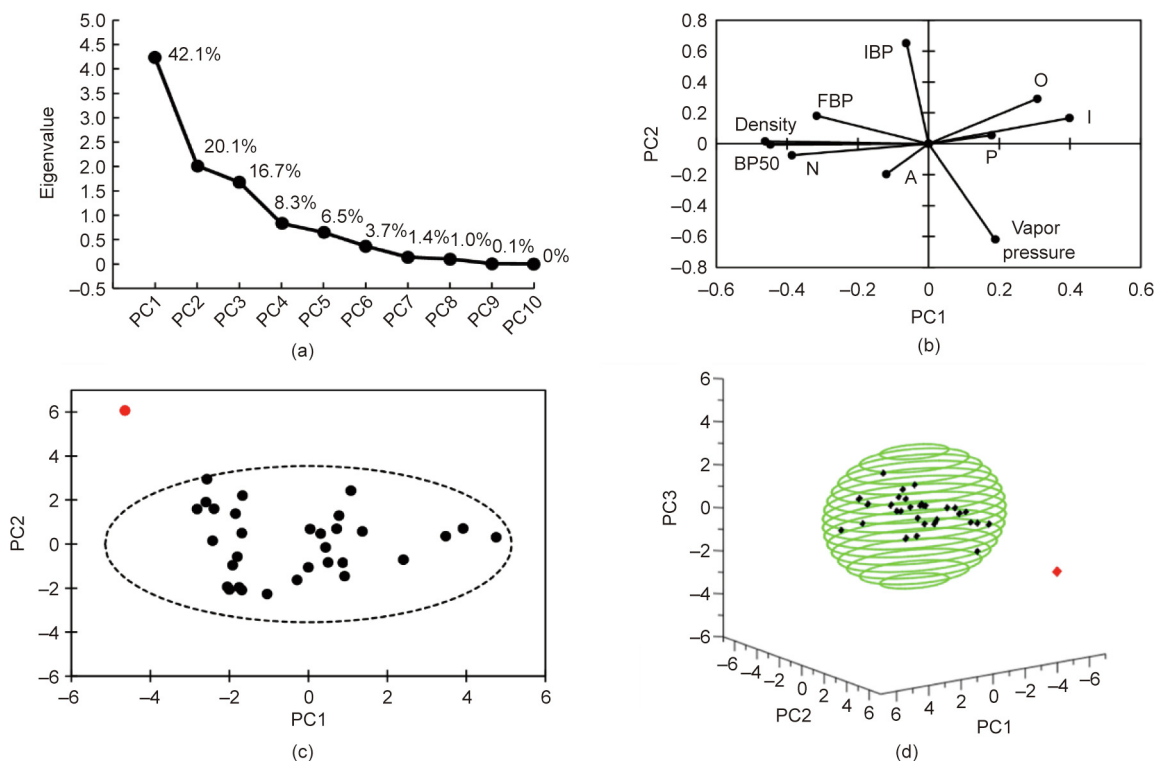 5.0
4.5
4.0
3.5
3.0
2.5
2.0
1.5
1.0
0.5
0
–0.5
Eigenvalue
42.1%
20.1%
16.7%
8.3%
6.5%
3.7%
1.4%
1.0%
0.1%
0%
PC1
PC2
PC3
PC4
PC5
PC6
PC7
PC8
PC9
PC10
(a)
0.8
0.6
0.4
0.2
0
–0.2
–0.4
–0.6
0.8
PC2
IBP
FBP
Density
BP50
N
A
O
I
P
Vapor
pressure
–0.6 –0.4 –0.2 0 0.2 0.4 0.6
PC1
(b)
6
4
2
0
–2
–4
–6
PC2
–6 –4 –2 0 2 4 6
PC1
(c)
6
4
2
0
–2
–4
–6
PC3
–6 –4 –2 0 2 4 6
PC2
6 4 2 0 –2 –4 –6
PC1
(d)